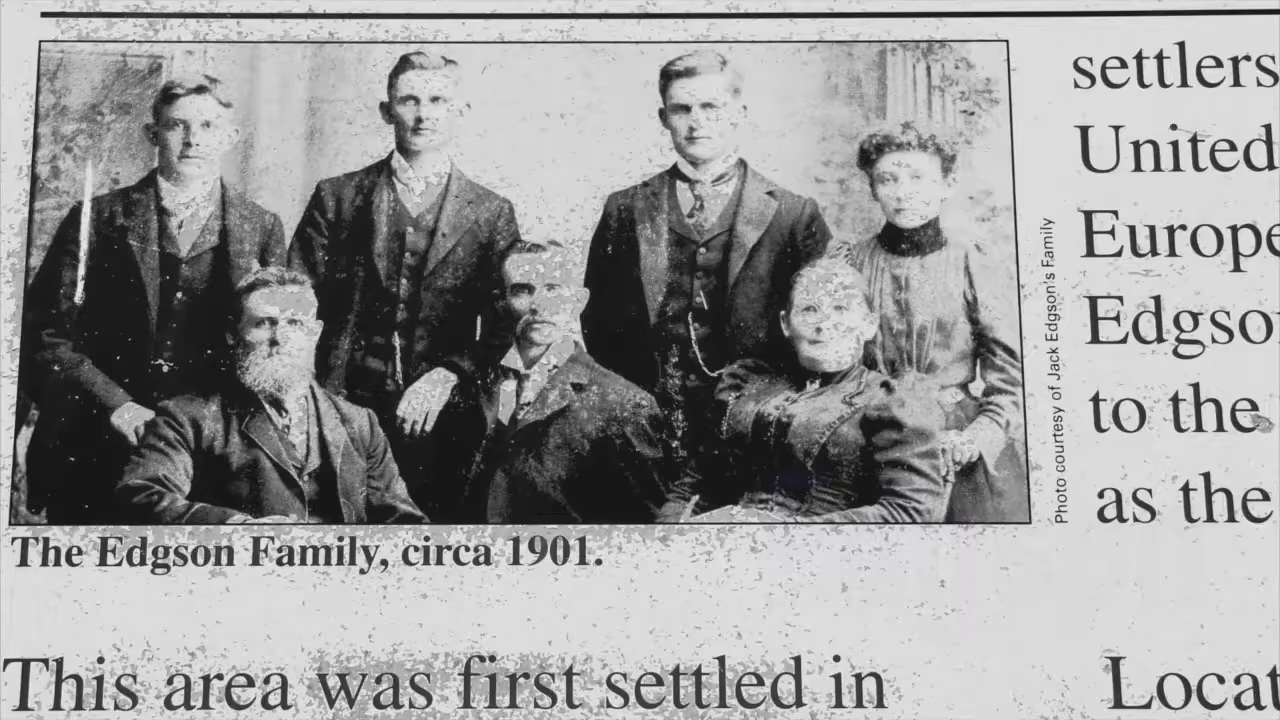 Photo courtesy of Jack Edgson's Family
The Edgson Family, circa 1901.
This area was first settled in
settlers
United
Europe
Edgso
to the
as the
Locat